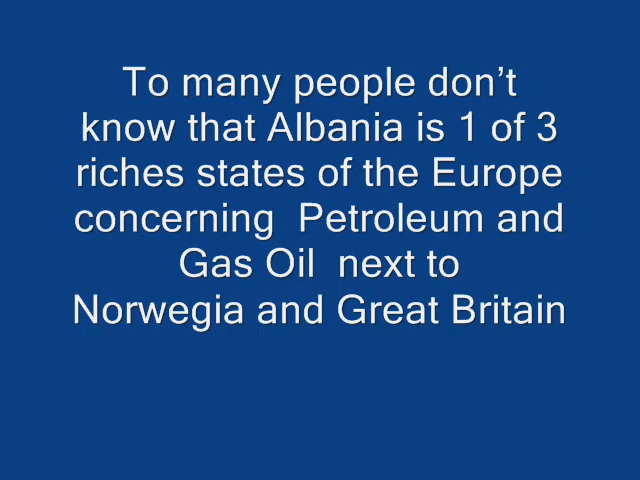 To many people don’t
know that Albania is 1 of 3
riches states of the Europe
concerning  Petroleum and
Gas Oil  next to
Norwegia and Great Britain